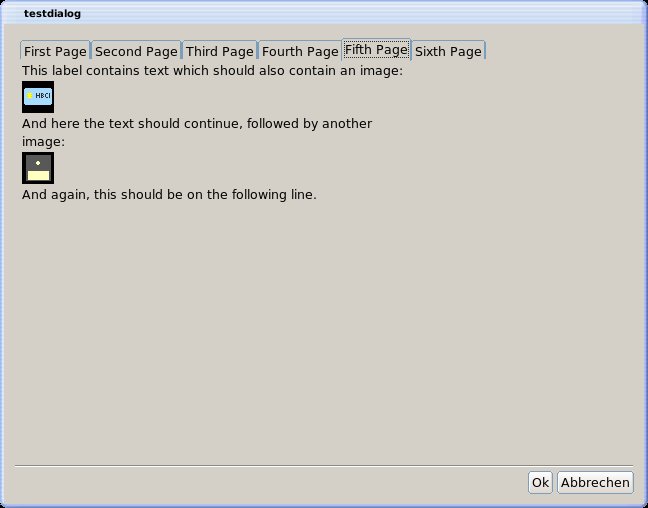 testdialog
First Page Second Page Third Page Fourth Page Fifth Page Sixth Page
This label contains text which should also contain an image:
HBCI
And here the text should continue, followed by another
image:
And again, this should be on the following line.
Ok Abbrechen